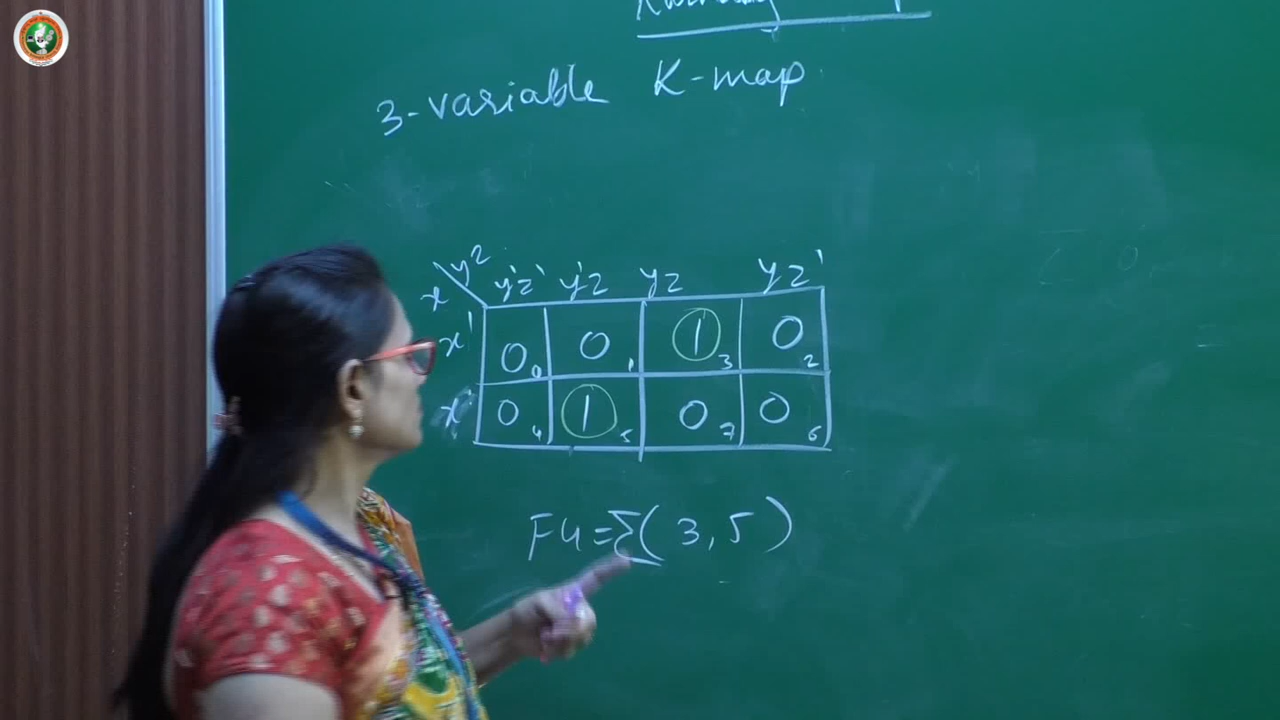 3-variable K-map
x yz y'z' y'z yz yz'
x' 0 0 0 1 1 3 0 2
x 0 4 1 5 0 7 0 6
F4=Σ(3,5)